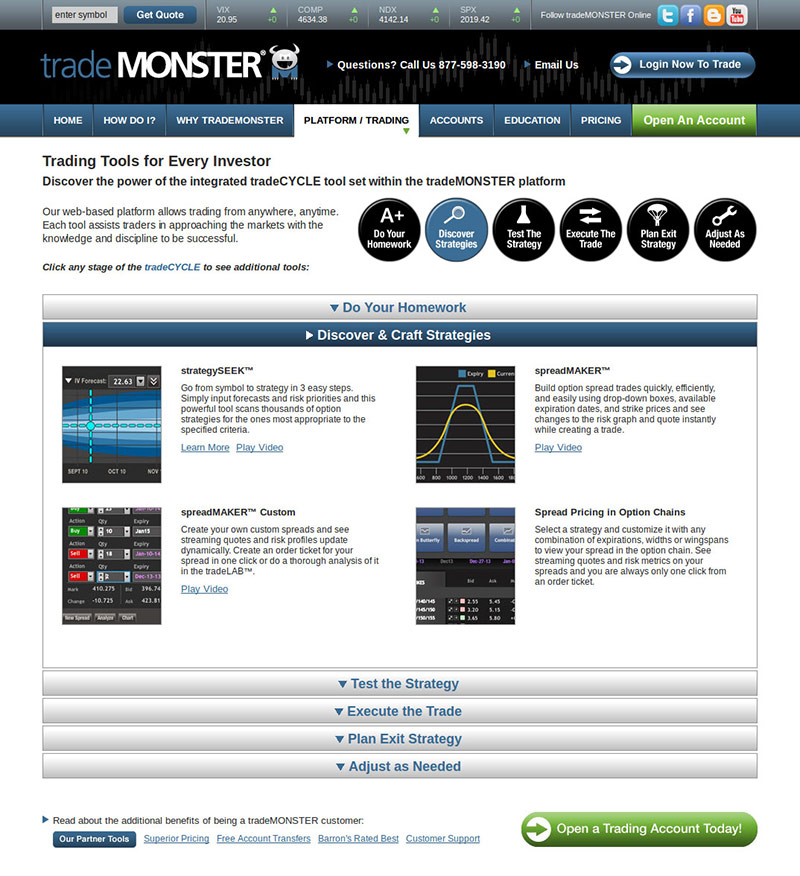 enter symbol
Get Quote
VIX
20.95 +0
COMP
4634.38 +0
NDX
4142.14 +0
SPX
2019.42 +0
Follow tradeMONSTER Online
You Tube
trade MONSTER®
Questions? Call Us 877-598-3190
Email Us
Login Now To Trade
HOME
HOW DO I?
WHY TRADEMONSTER
PLATFORM / TRADING
ACCOUNTS
EDUCATION
PRICING
Open An Account
Trading Tools for Every Investor
Discover the power of the integrated tradeCYCLE tool set within the tradeMONSTER platform
Our web-based platform allows trading from anywhere, anytime.
Each tool assists traders in approaching the markets with the
knowledge and discipline to be successful.
Click any stage of the tradeCYCLE to see additional tools:
A+
Do Your
Homework
Discover
Strategies
Test The
Strategy
Execute The
Trade
Plan Exit
Strategy
Adjust As
Needed
Do Your Homework
Discover & Craft Strategies
IV Forecast: 22.63
SEPT 10 OCT 10 NOV
strategySEEK™
Go from symbol to strategy in 3 easy steps.
Simply input forecasts and risk priorities and this
powerful tool scans thousands of option
strategies for the ones most appropriate to the
specified criteria.
Learn More Play Video
Expiry Curren
600 800 1000 1200 1400
spreadMAKER™
Build option spread trades quickly, efficiently,
and easily using drop-down boxes, available
expiration dates, and strike prices and see
changes to the risk graph and quote instantly
while creating a trade.
Play Video
Action Qty Expiry
Buy 10 Jan15
Action Qty Expiry
Sell 18 Jan-10-14
Action Qty Expiry
Sell 2 Dec-13-13
Mark 410.275 Bid 396.74
Change -10.725 Ask 423.81
New Spread Analyze Chart
spreadMAKER™ Custom
Create your own custom spreads and see
streaming quotes and risk profiles update
dynamically. Create an order ticket for your
spread in one click or do a thorough analysis of it
in the tradeLAB™.
Play Video
n Butterfly Backspread Combinat
Dec13 Dec-27-13
KES Bid Ask
/140/145 2.55 5.45
/145/150 3.20 5.15
/150/155 3.65 5.80
Spread Pricing in Option Chains
Select a strategy and customize it with any
combination of expirations, widths or wingspans
to view your spread in the option chain. See
streaming quotes and risk metrics on your
spreads and you are always only one click from
an order ticket.
Test the Strategy
Execute the Trade
Plan Exit Strategy
Adjust as Needed
Read about the additional benefits of being a tradeMONSTER customer:
Our Partner Tools Superior Pricing Free Account Transfers Barron's Rated Best Customer Support
Open a Trading Account Today!